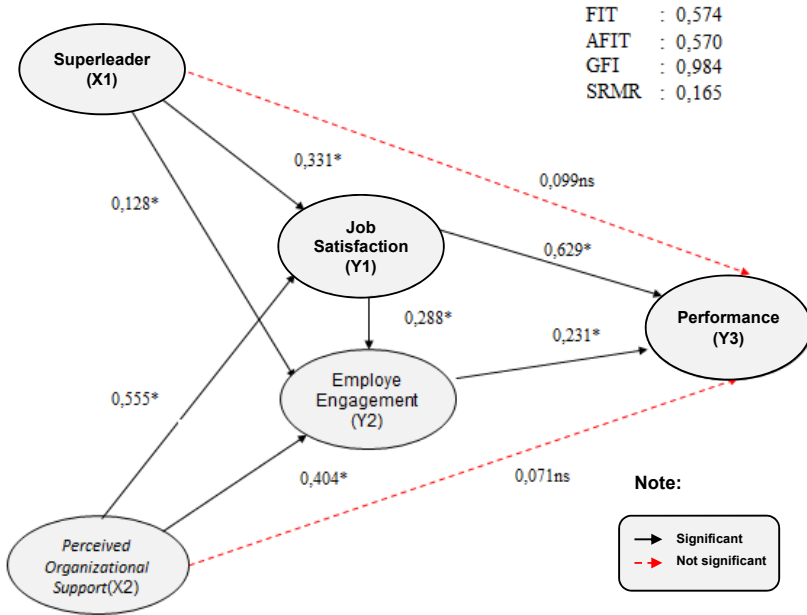 FIT : 0,574
AFIT : 0,570
GFI : 0,984
SRMR : 0,165
Superleader
(X1)
0,331*
0,128*
0,099ns
Job
Satisfaction
(Y1)
0,629*
Performance
(Y3)
0,288*
0,231*
Employe
Engagement
(Y2)
0,555*
0,404*
0,071ns
Perceived
Organizational
Support(X2)
Note:
Significant
Not significant